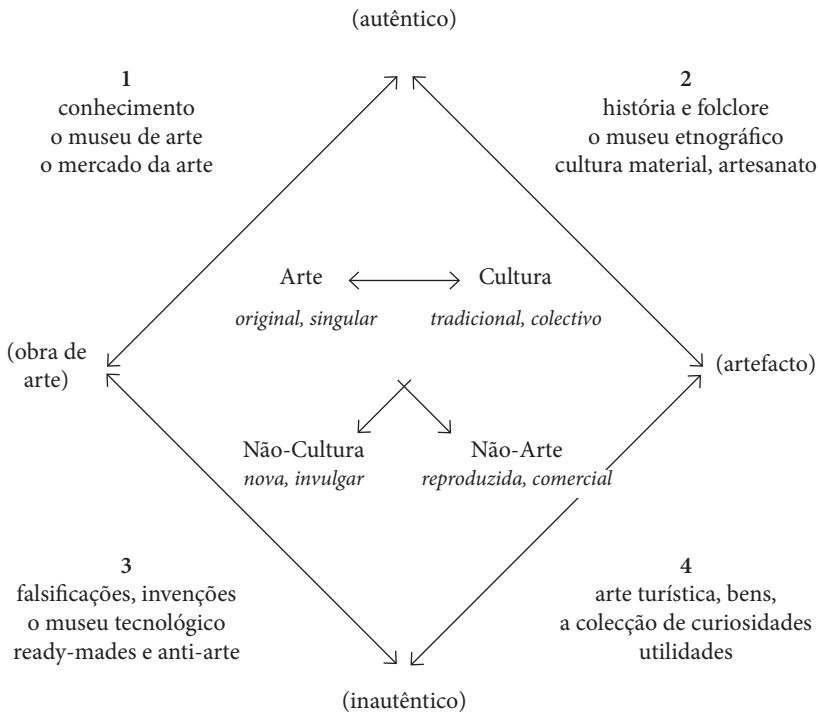 (autêntico)
1
conhecimento
o museu de arte
o mercado da arte
2
história e folclore
o museu etnográfico
cultura material, artesanato
Arte
original, singular
Cultura
tradicional, colectivo
(obra de
arte)
(artefacto)
Não-Cultura
nova, invulgar
Não-Arte
reproduzida, comercial
3
falsificações, invenções
o museu tecnológico
ready-mades e anti-arte
4
arte turística, bens,
a colecção de curiosidades
utilidades
(inautêntico)